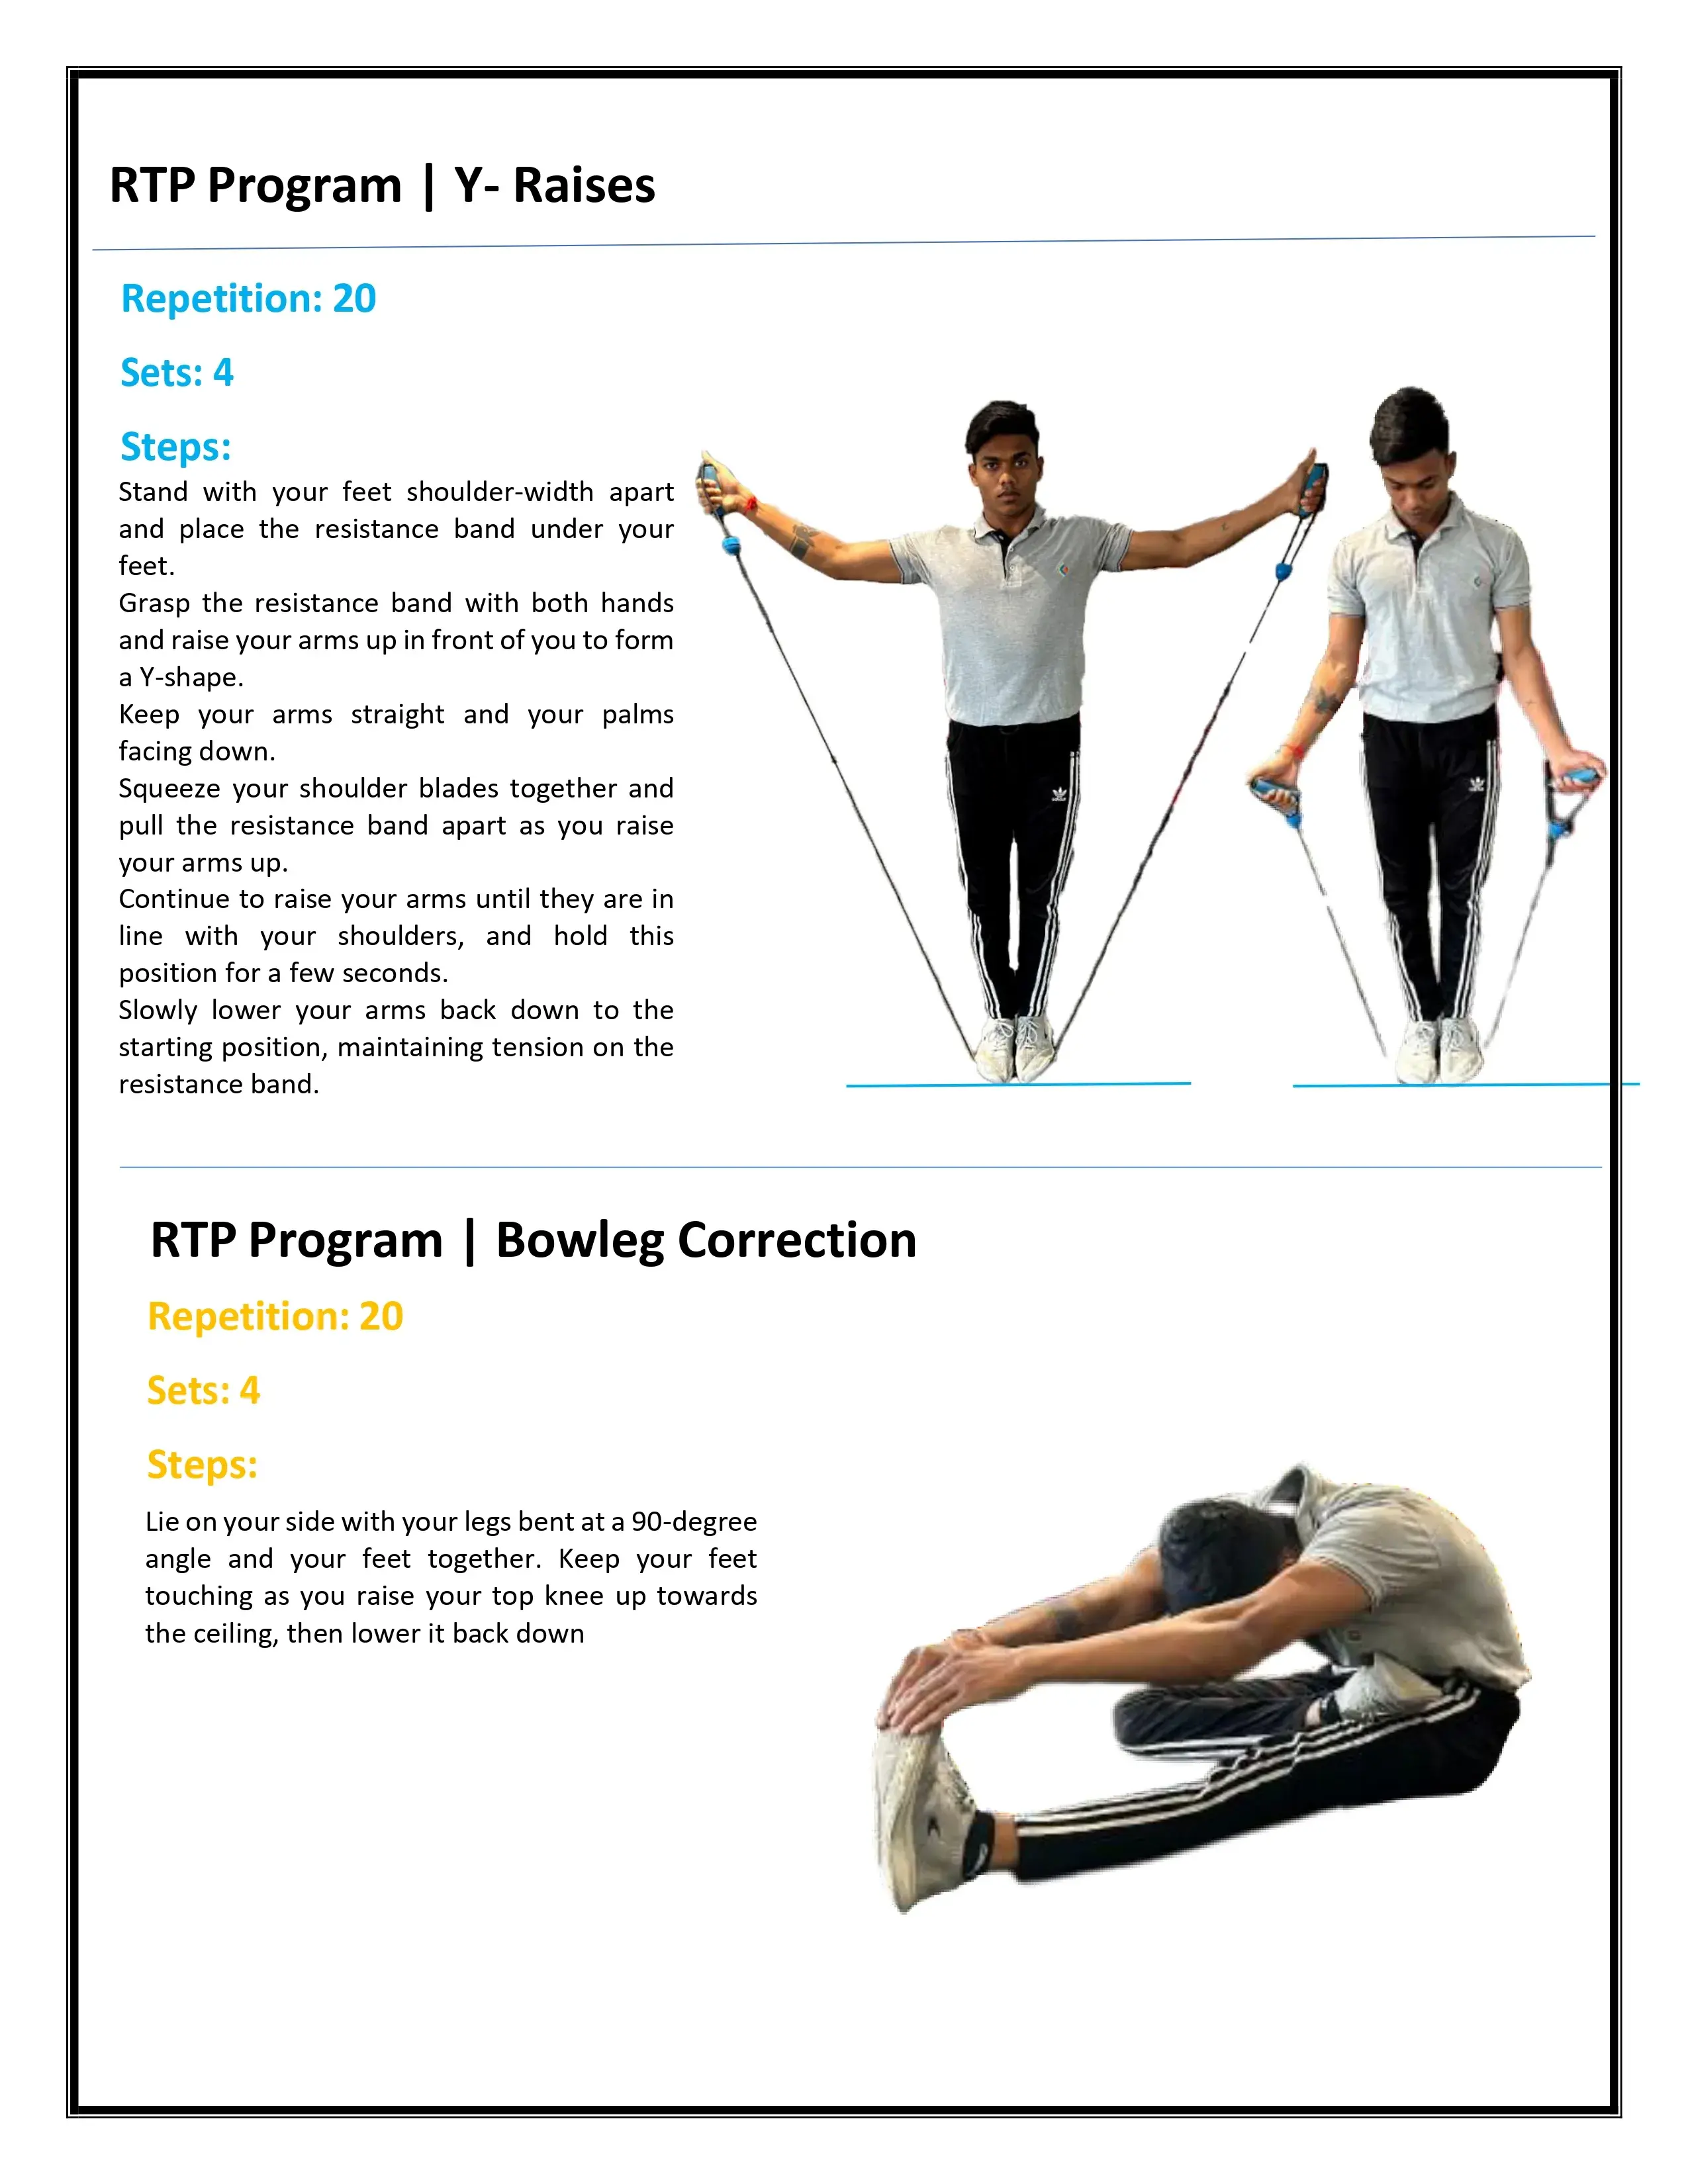 RTP Program | Y- Raises
Repetition: 20
Sets: 4
Steps:
Stand with your feet shoulder-width apart
and place the resistance band under your
feet.
Grasp the resistance band with both hands
and raise your arms up in front of you to form
a Y-shape.
Keep your arms straight and your palms
facing down.
Squeeze your shoulder blades together and
pull the resistance band apart as you raise
your arms up.
Continue to raise your arms until they are in
line with your shoulders, and hold this
position for a few seconds.
Slowly lower your arms back down to the
starting position, maintaining tension on the
resistance band.
RTP Program | Bowleg Correction
Repetition: 20
Sets: 4
Steps:
Lie on your side with your legs bent at a 90-degree
angle and your feet together. Keep your feet
touching as you raise your top knee up towards
the ceiling, then lower it back down